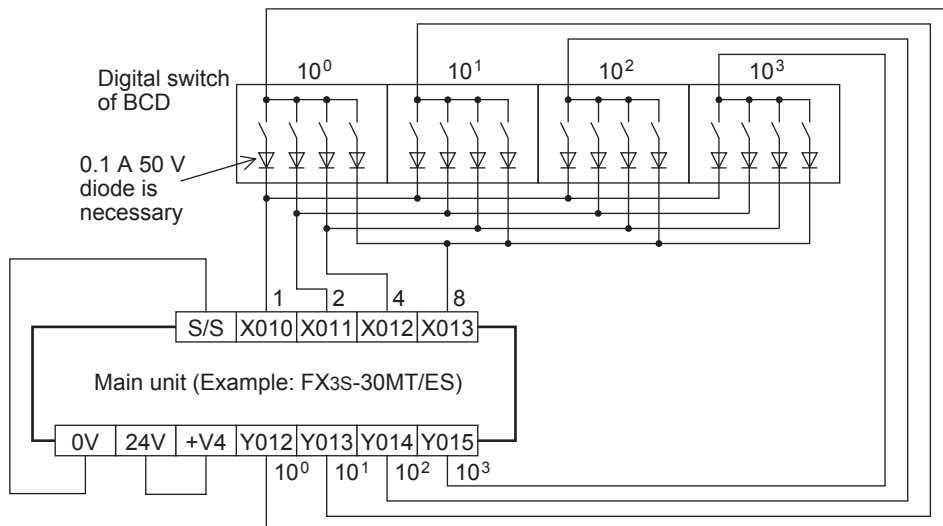 10⁰ 10¹ 10² 10³
Digital switch
of BCD
0.1 A 50 V
diode is
necessary
1 2 4 8
S/S X010 X011 X012 X013
Main unit (Example: FX3S-30MT/ES)
0V 24V +V4 Y012 Y013 Y014 Y015
10⁰ 10¹ 10² 10³